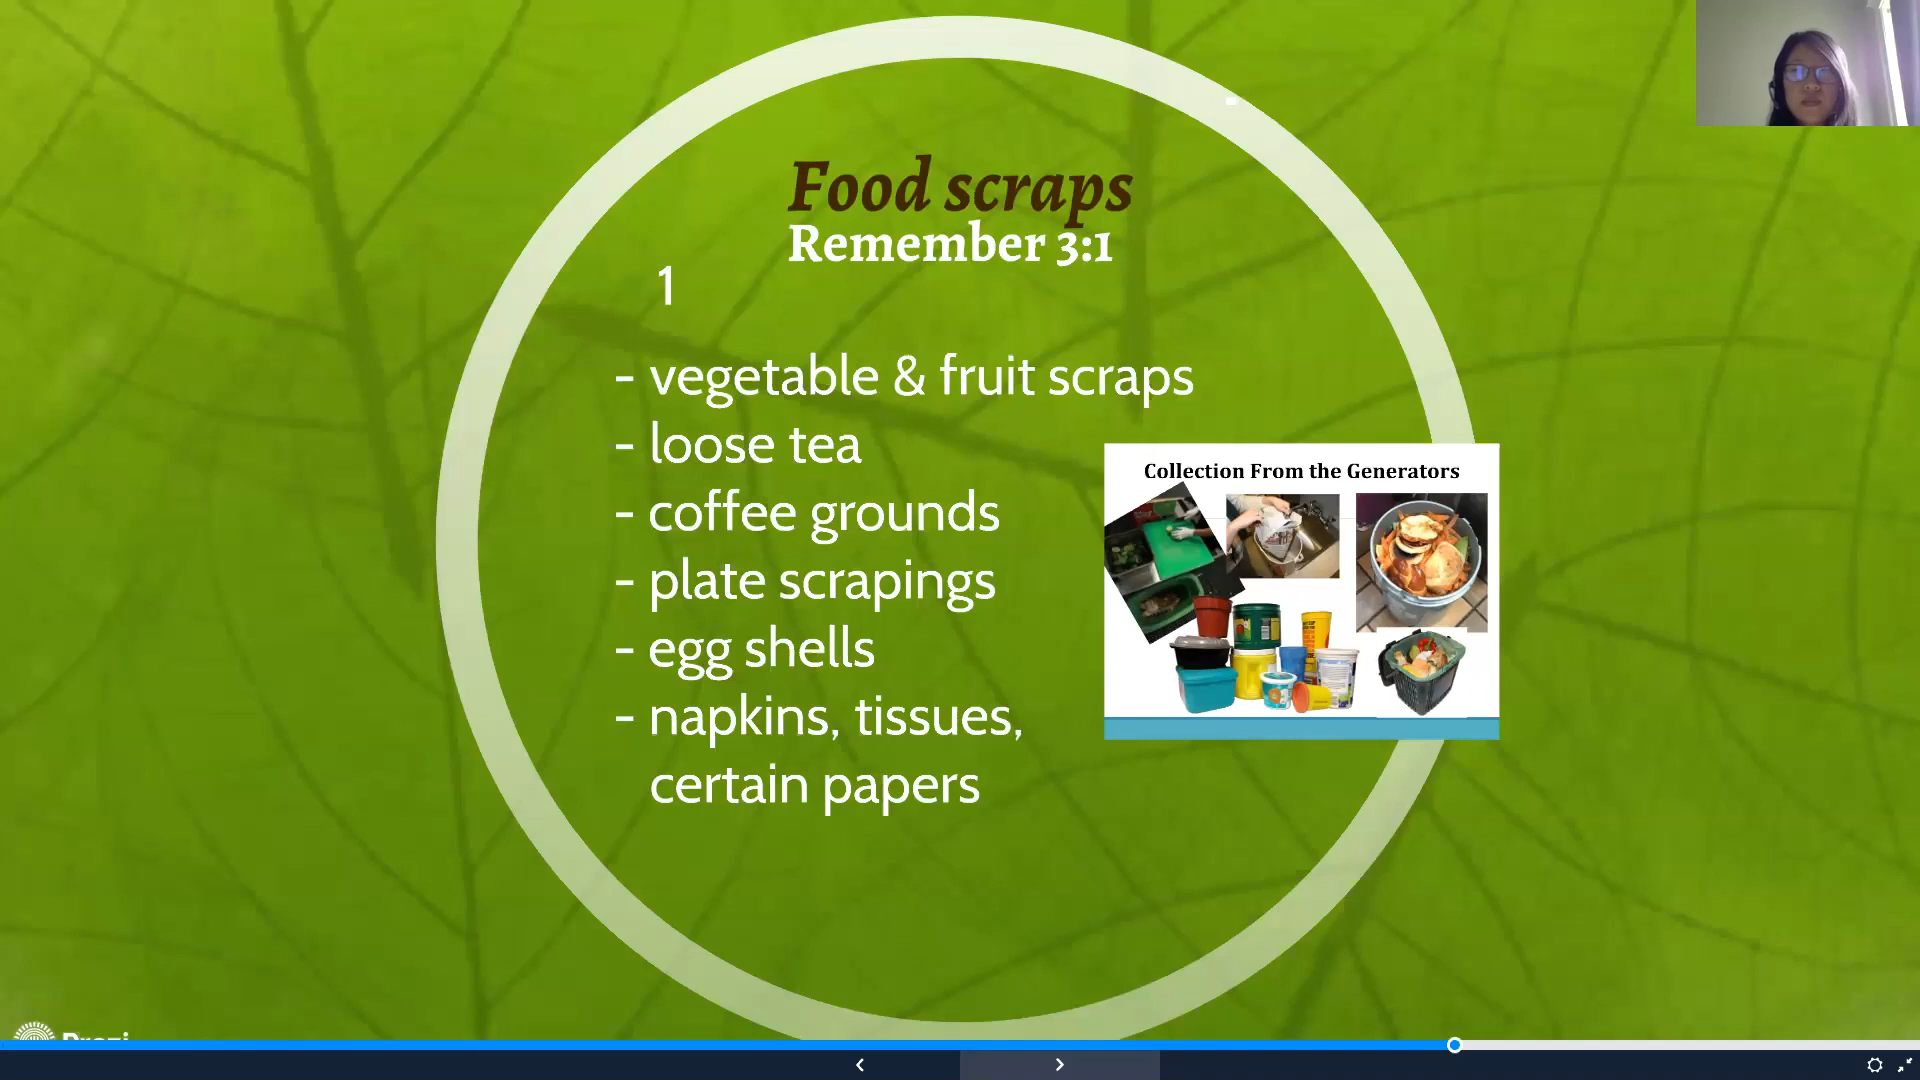 Food scraps
Remember 3:1
1
- vegetable & fruit scraps
- loose tea
- coffee grounds
- plate scrapings
- egg shells
- napkins, tissues,
certain papers
Collection From the Generators
Prezi